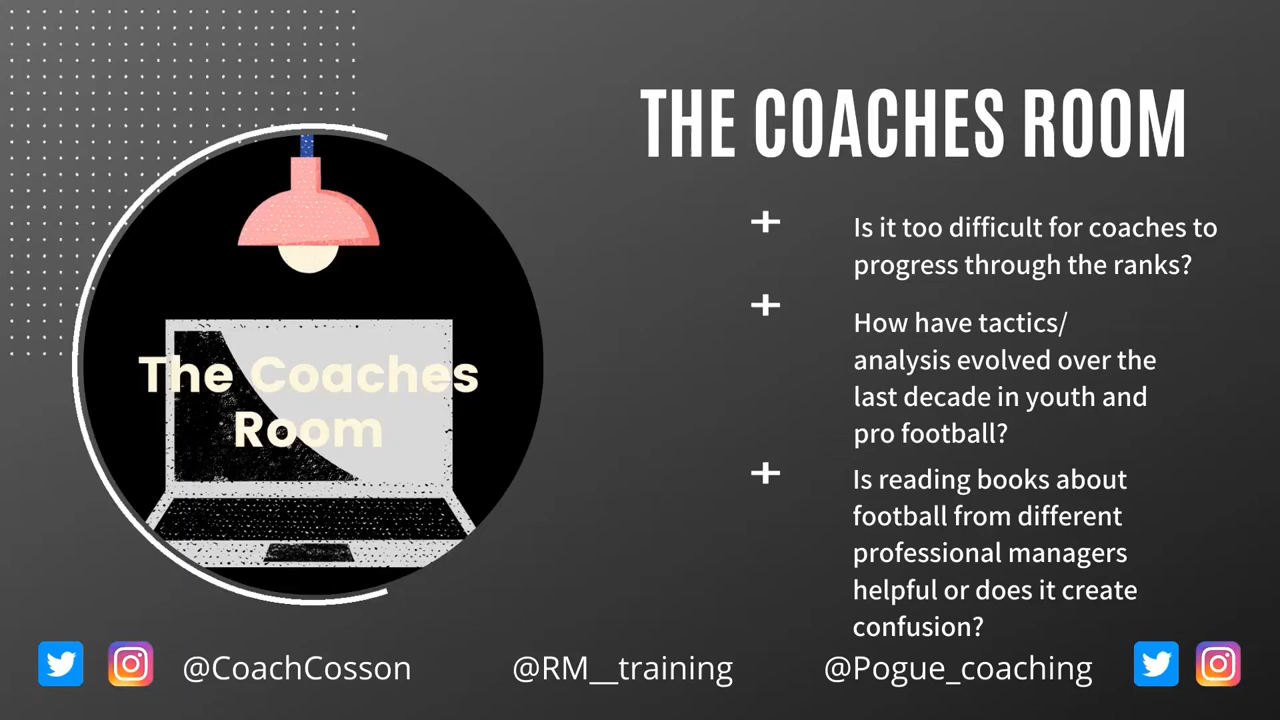 THE COACHES ROOM
The Coaches
Room
Is it too difficult for coaches to
progress through the ranks?
How have tactics/
analysis evolved over the
last decade in youth and
pro football?
Is reading books about
football from different
professional managers
helpful or does it create
confusion?
@CoachCosson
@RM__training
@Pogue_coaching